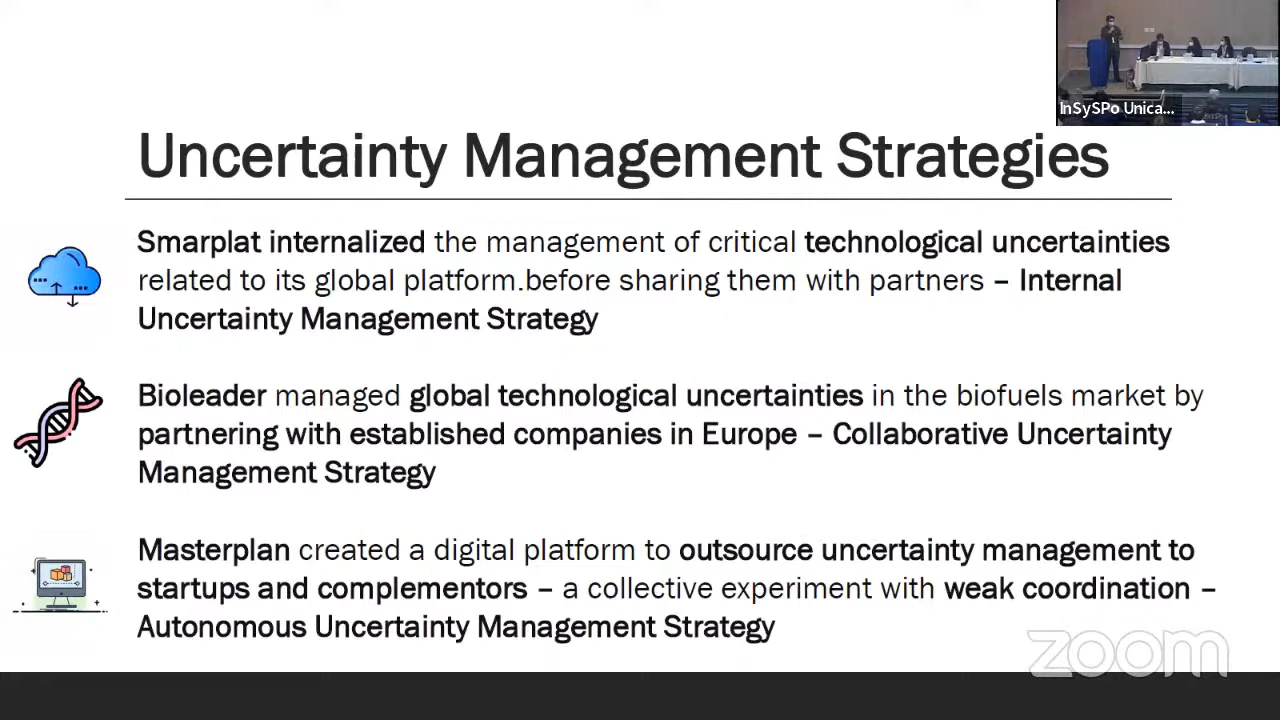 InSySPo Unica...
Uncertainty Management Strategies
Smarplat internalized the management of critical technological uncertainties
related to its global platform.before sharing them with partners – Internal
Uncertainty Management Strategy
Bioleader managed global technological uncertainties in the biofuels market by
partnering with established companies in Europe – Collaborative Uncertainty
Management Strategy
Masterplan created a digital platform to outsource uncertainty management to
startups and complementors – a collective experiment with weak coordination –
Autonomous Uncertainty Management Strategy
zoom